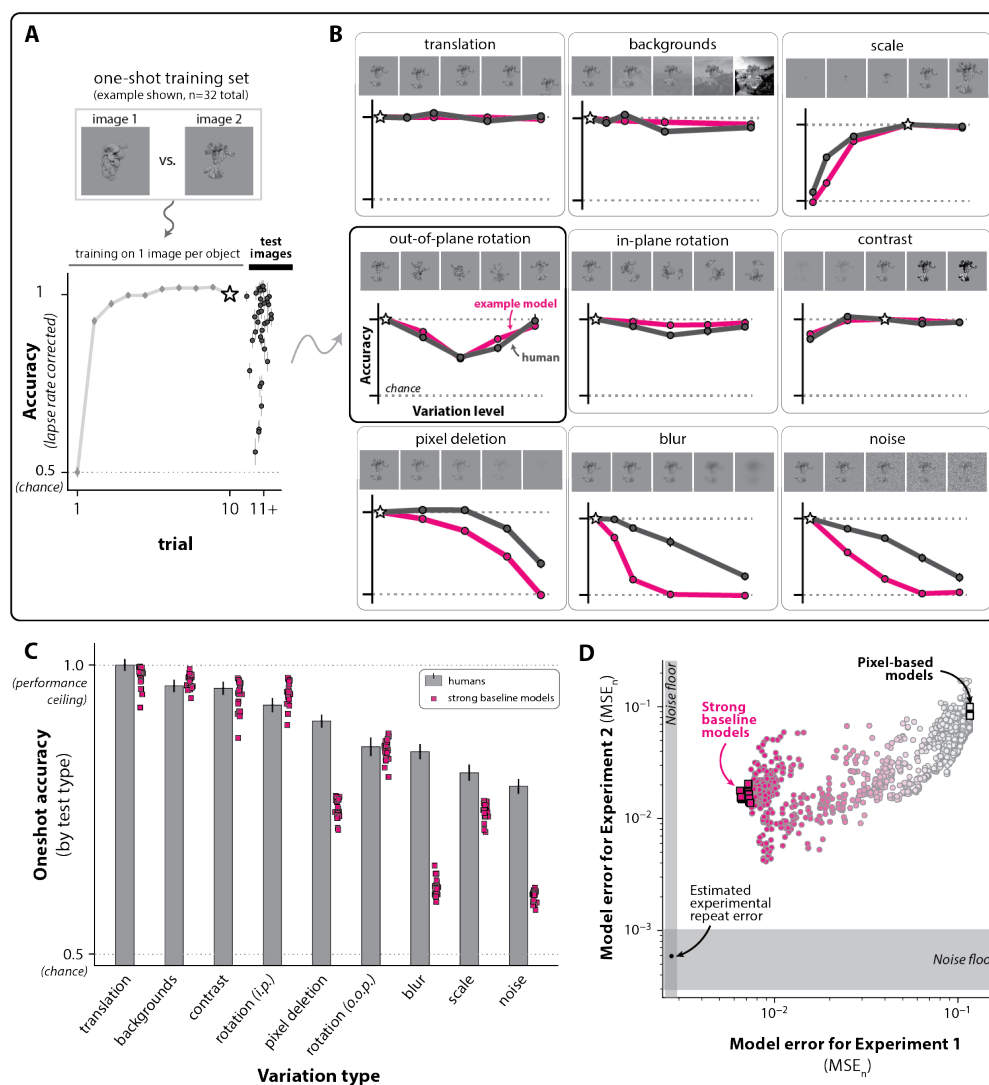 A
one-shot training set
(example shown, n=32 total)
image 1
image 2
vs.
training on 1 image per object
test
images
1
0.5
(chance)
Accuracy
(lapse rate corrected)
1
10
11+
trial
B
translation
backgrounds
scale
out-of-plane rotation
in-plane rotation
contrast
example model
human
chance
Accuracy
Variation level
pixel deletion
blur
noise
C
1.0
(performance
ceiling)
humans
strong baseline models
Oneshot accuracy
(by test type)
0.5
(chance)
translation
backgrounds
contrast
rotation (i.p.)
pixel deletion
rotation (o.o.p.)
blur
scale
noise
Variation type
D
Noise floor
Pixel-based
models
Strong
baseline
models
10⁻¹
10⁻²
10⁻³
Model error for Experiment 2 (MSEₙ)
Estimated
experimental
repeat error
Noise floo
10⁻²
10⁻¹
Model error for Experiment 1
(MSEₙ)